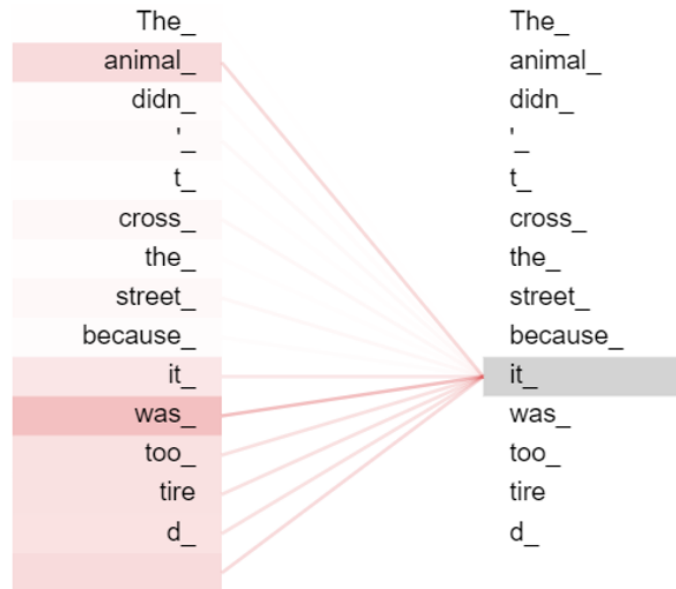 The_ The_
animal_ animal_
didn_ didn_
'_ '_
t_ t_
cross_ cross_
the_ the_
street_ street_
because_ because_
it_ it_
was_ was_
too_ too_
tire tire
d_ d_